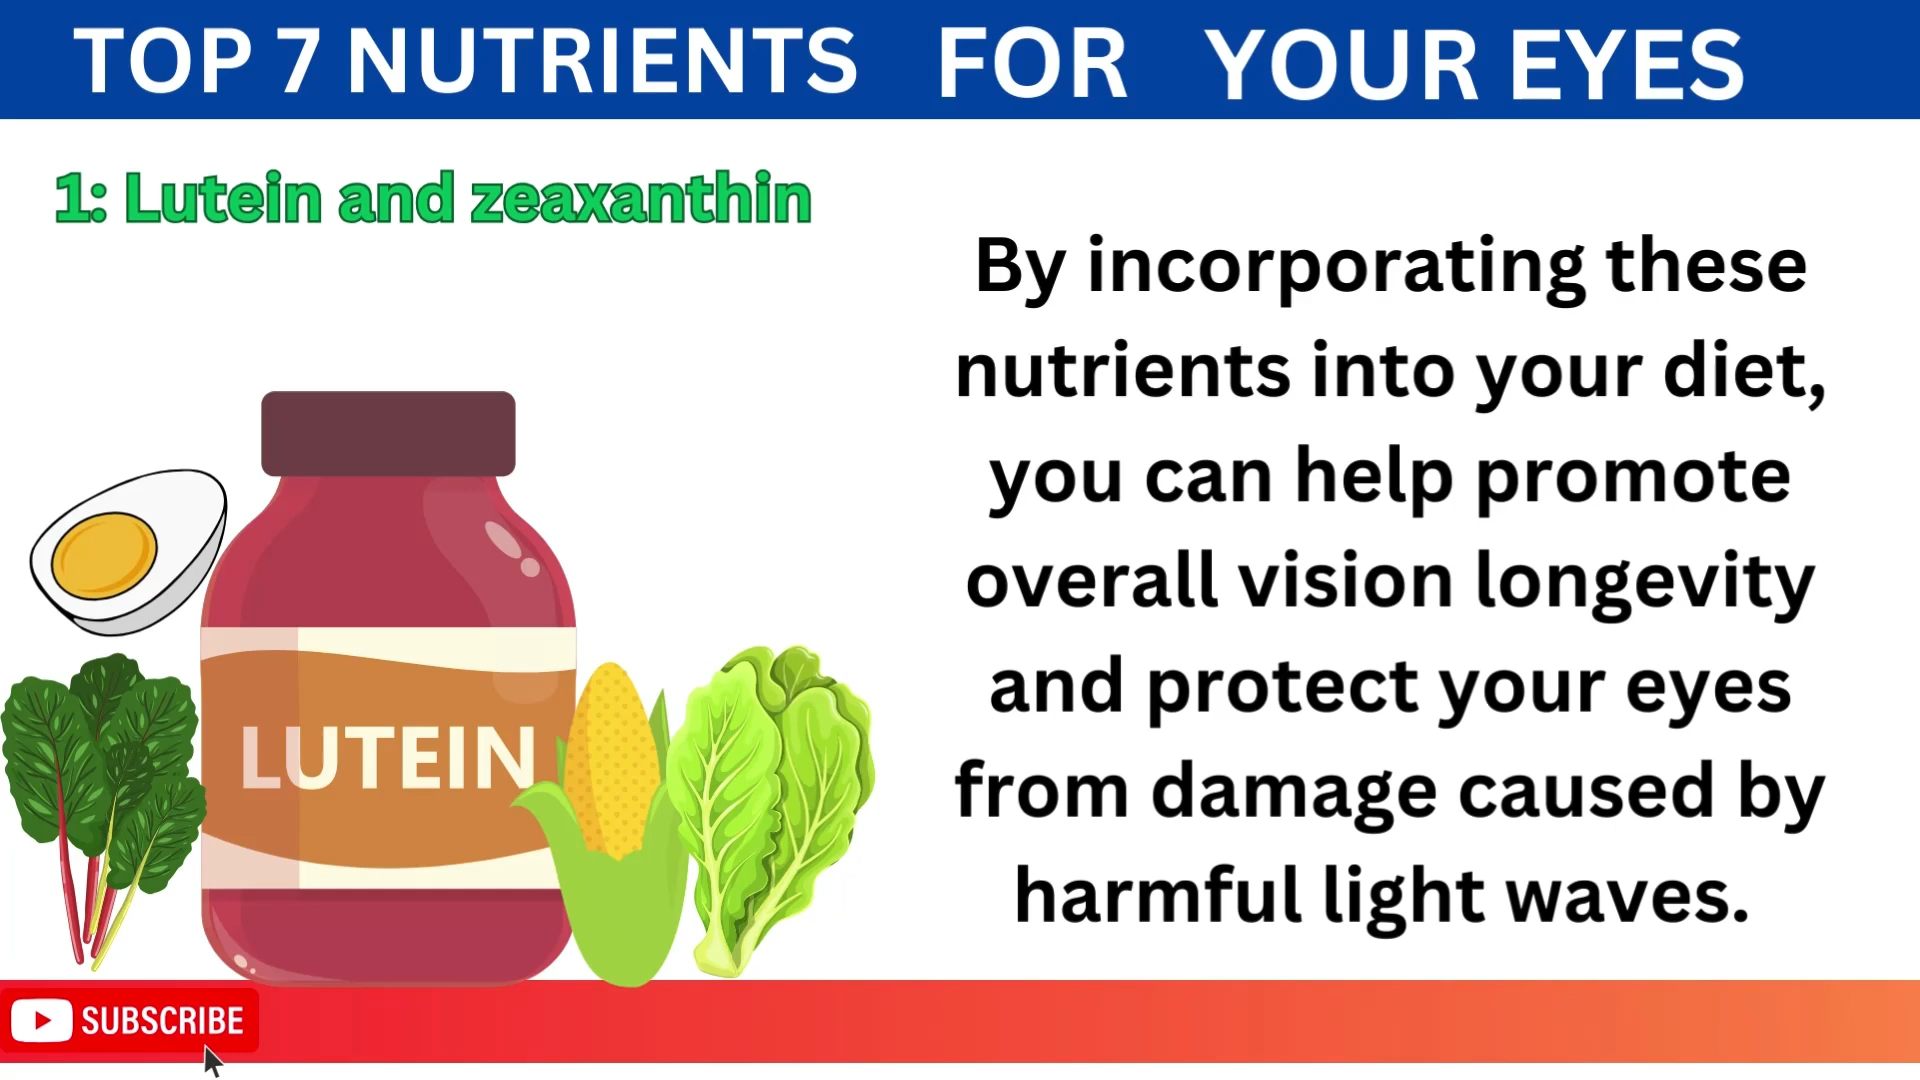 TOP 7 NUTRIENTS FOR YOUR EYES
1: Lutein and zeaxanthin
By incorporating these
nutrients into your diet,
you can help promote
overall vision longevity
and protect your eyes
from damage caused by
harmful light waves.
LUTEIN
SUBSCRIBE